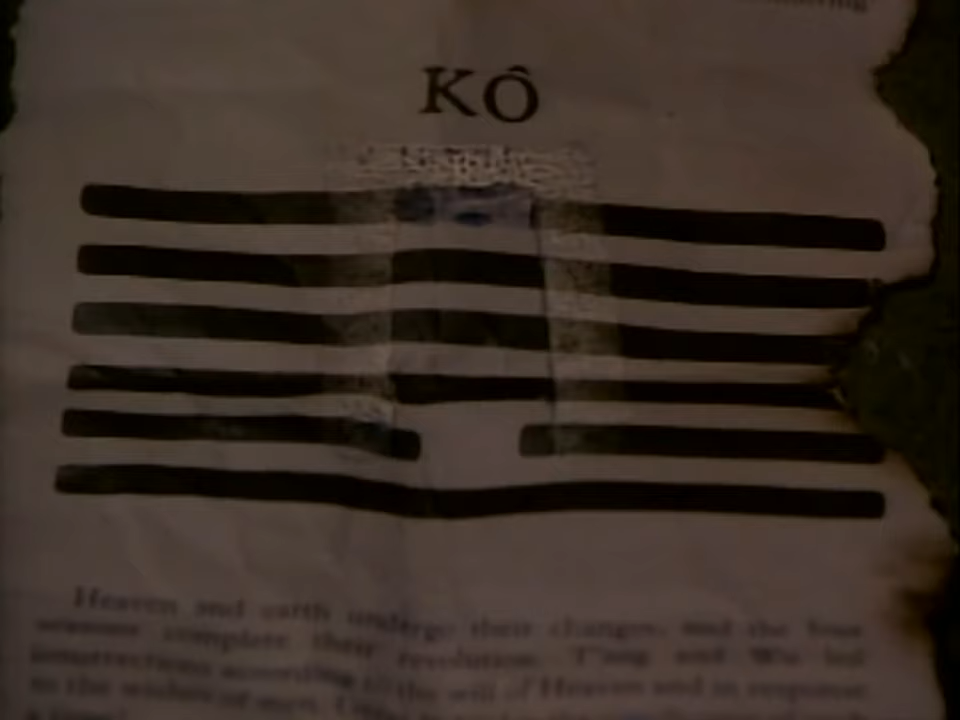 KÔ
Heaven and earth undergo their changes, and the four
seasons complete their revolution. T'ang and Wu led
insurrections according to the will of Heaven and in response
to the wishes of men.